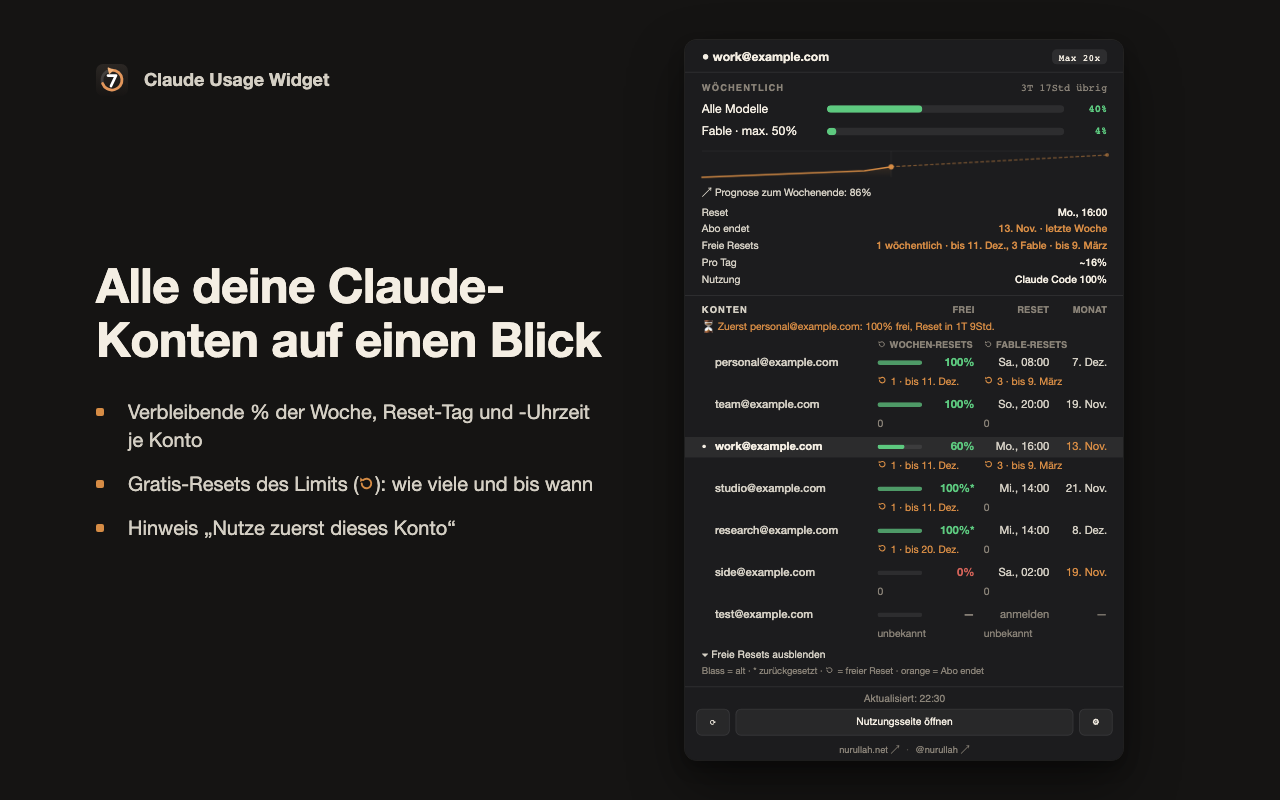 7 Claude Usage Widget
Alle deine Claude-
Konten auf einen Blick
Verbleibende % der Woche, Reset-Tag und -Uhrzeit
je Konto
Gratis-Resets des Limits (↺): wie viele und bis wann
Hinweis „Nutze zuerst dieses Konto“
• work@example.com Max 20x
WÖCHENTLICH 3T 17Std übrig
Alle Modelle 40%
Fable · max. 50% 4%
↗ Prognose zum Wochenende: 86%
Reset Mo., 16:00
Abo endet 13. Nov. · letzte Woche
Freie Resets 1 wöchentlich · bis 11. Dez., 3 Fable · bis 9. März
Pro Tag ~16%
Nutzung Claude Code 100%
KONTEN FREI RESET MONAT
⏳ Zuerst personal@example.com: 100% frei, Reset in 1T 9Std.
↺ WOCHEN-RESETS ↺ FABLE-RESETS
personal@example.com 100% Sa., 08:00 7. Dez.
↺ 1 · bis 11. Dez. ↺ 3 · bis 9. März
team@example.com 100% So., 20:00 19. Nov.
0 0
• work@example.com 60% Mo., 16:00 13. Nov.
↺ 1 · bis 11. Dez. ↺ 3 · bis 9. März
studio@example.com 100%* Mi., 14:00 21. Nov.
↺ 1 · bis 11. Dez. 0
research@example.com 100%* Mi., 14:00 8. Dez.
↺ 1 · bis 20. Dez. 0
side@example.com 0% Sa., 02:00 19. Nov.
0 0
test@example.com — anmelden —
unbekannt unbekannt
▾ Freie Resets ausblenden
Blass = alt · * zurückgesetzt · ↺ = freier Reset · orange = Abo endet
Aktualisiert: 22:30
⟳ Nutzungsseite öffnen ⚙
nurullah.net ↗ · @nurullah ↗